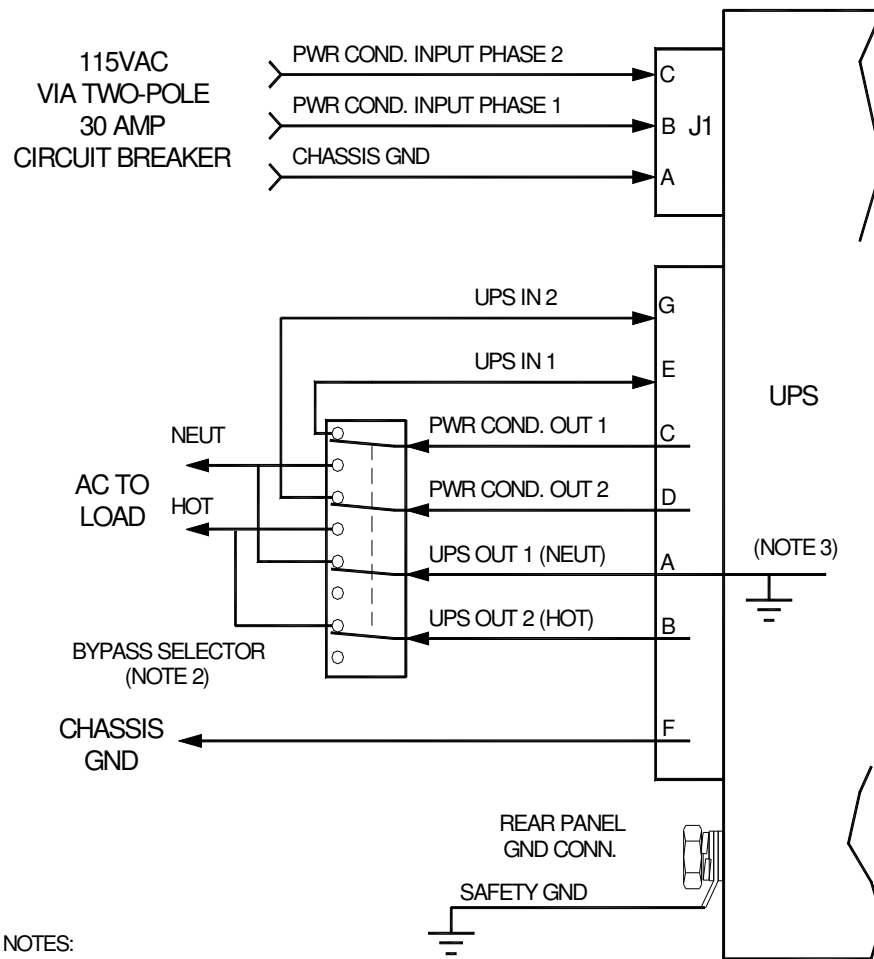 115VAC
VIA TWO-POLE
30 AMP
CIRCUIT BREAKER
PWR COND. INPUT PHASE 2
C
PWR COND. INPUT PHASE 1
B
J1
CHASSIS GND
A
UPS IN 2
G
UPS IN 1
E
UPS
NEUT
PWR COND. OUT 1
C
AC TO
LOAD
HOT
PWR COND. OUT 2
D
UPS OUT 1 (NEUT)
A
(NOTE 3)
UPS OUT 2 (HOT)
B
BYPASS SELECTOR
(NOTE 2)
CHASSIS
GND
F
REAR PANEL
GND CONN.
SAFETY GND
NOTES: